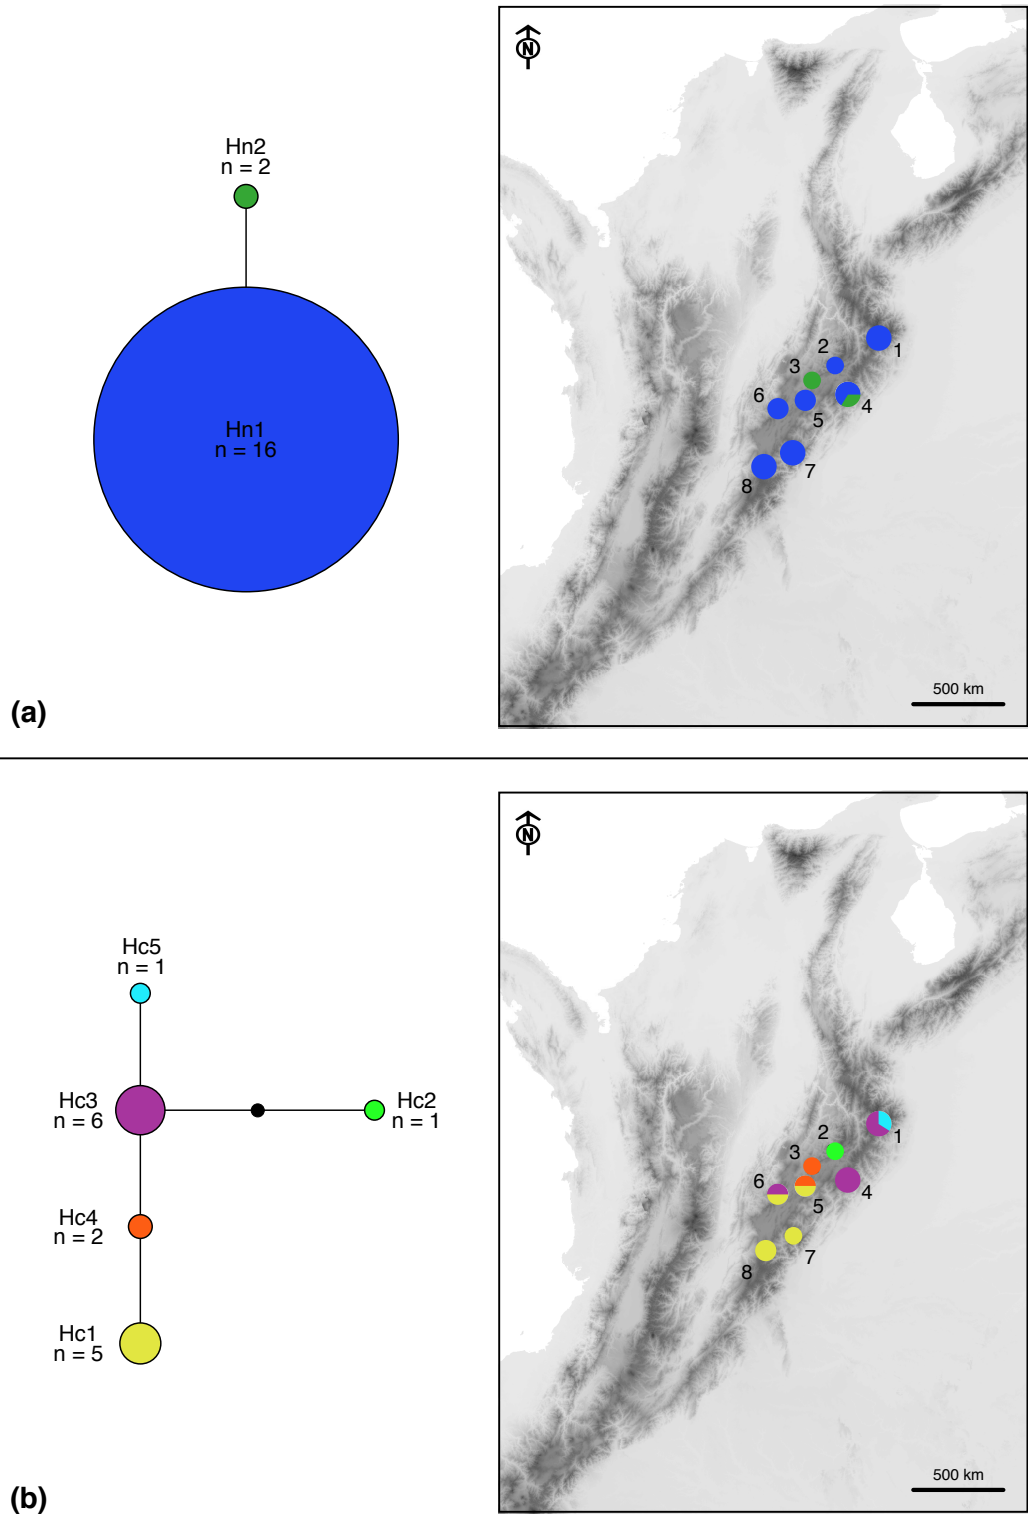 Hn2
n = 2
Hn1
n = 16
(a)
N
1
2
3
4
5
6
7
8
500 km
Hc5
n = 1
Hc3
n = 6
Hc2
n = 1
Hc4
n = 2
Hc1
n = 5
(b)
N
1
2
3
4
5
6
7
8
500 km